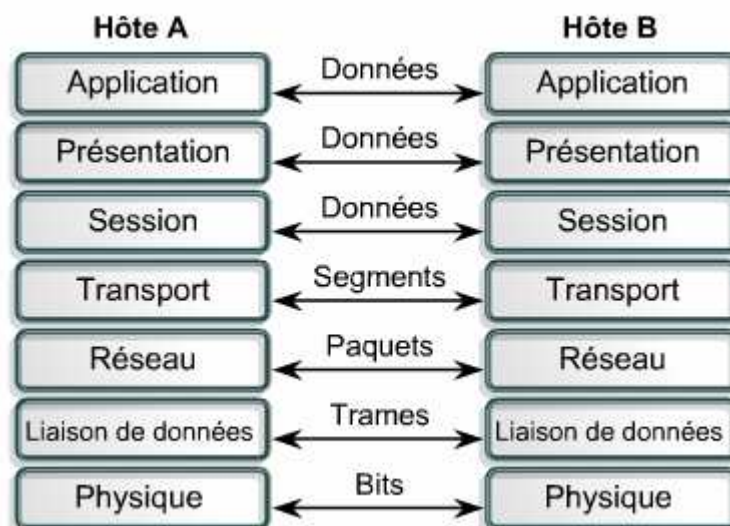 Hôte A Hôte B
Application Données Application
Présentation Données Présentation
Session Données Session
Transport Segments Transport
Réseau Paquets Réseau
Liaison de données Trames Liaison de données
Physique Bits Physique